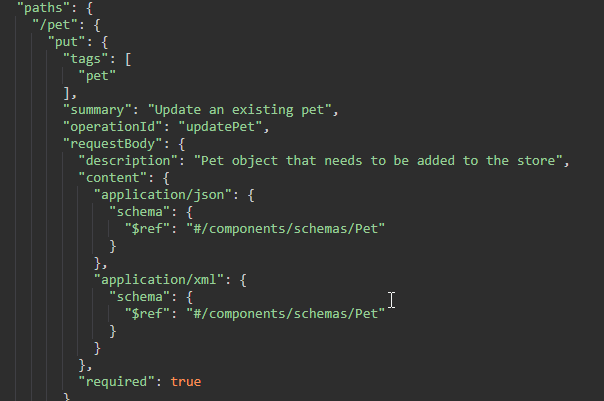 "paths": {
"/pet": {
"put": {
"tags": [
"pet"
],
"summary": "Update an existing pet",
"operationId": "updatePet",
"requestBody": {
"description": "Pet object that needs to be added to the store",
"content": {
"application/json": {
"schema": {
"$ref": "#/components/schemas/Pet"
}
},
"application/xml": {
"schema": {
"$ref": "#/components/schemas/Pet"
}
}
},
"required": true
}